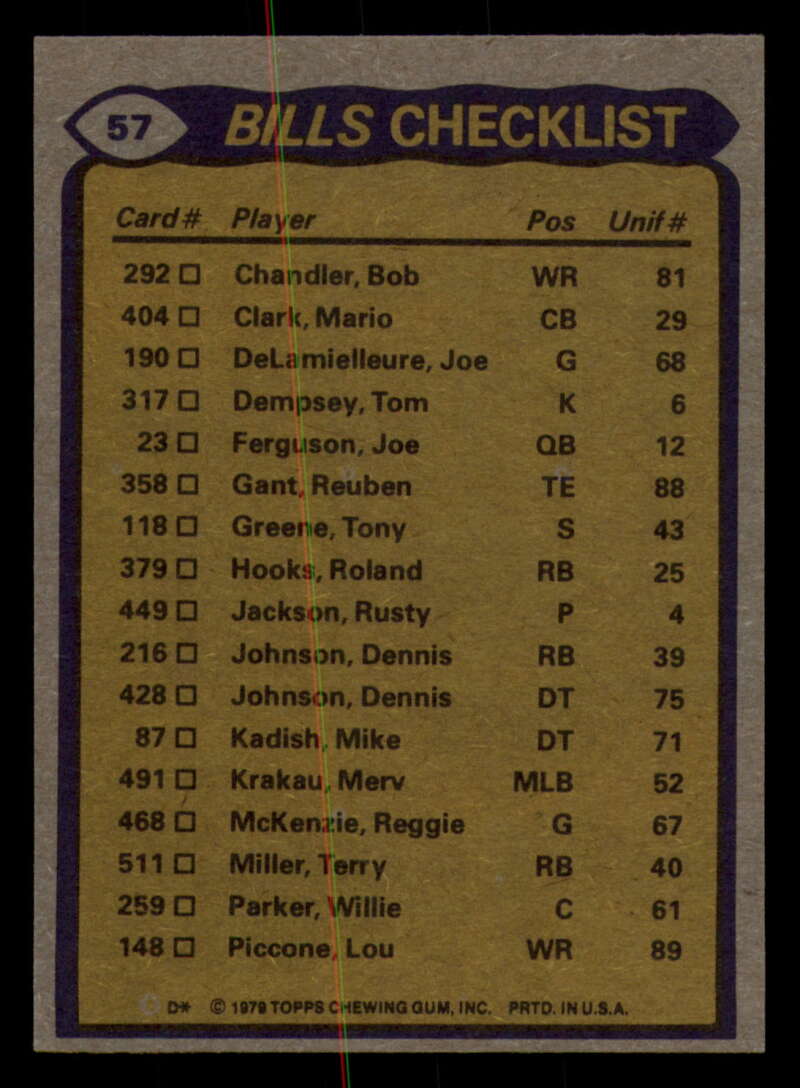 57 BILLS CHECKLIST
Card# Player Pos Unif#
292 Chandler, Bob WR 81
404 Clark, Mario CB 29
190 DeLamielleure, Joe G 68
317 Dempsey, Tom K 6
23 Ferguson, Joe QB 12
358 Gant, Reuben TE 88
118 Greene, Tony S 43
379 Hooks, Roland RB 25
449 Jackson, Rusty P 4
216 Johnson, Dennis RB 39
428 Johnson, Dennis DT 75
87 Kadish, Mike DT 71
491 Krakau, Merv MLB 52
468 McKenzie, Reggie G 67
511 Miller, Terry RB 40
259 Parker, Willie C 61
148 Piccone, Lou WR 89
D* © 1979 TOPPS CHEWING GUM, INC. PRTD. IN U.S.A.